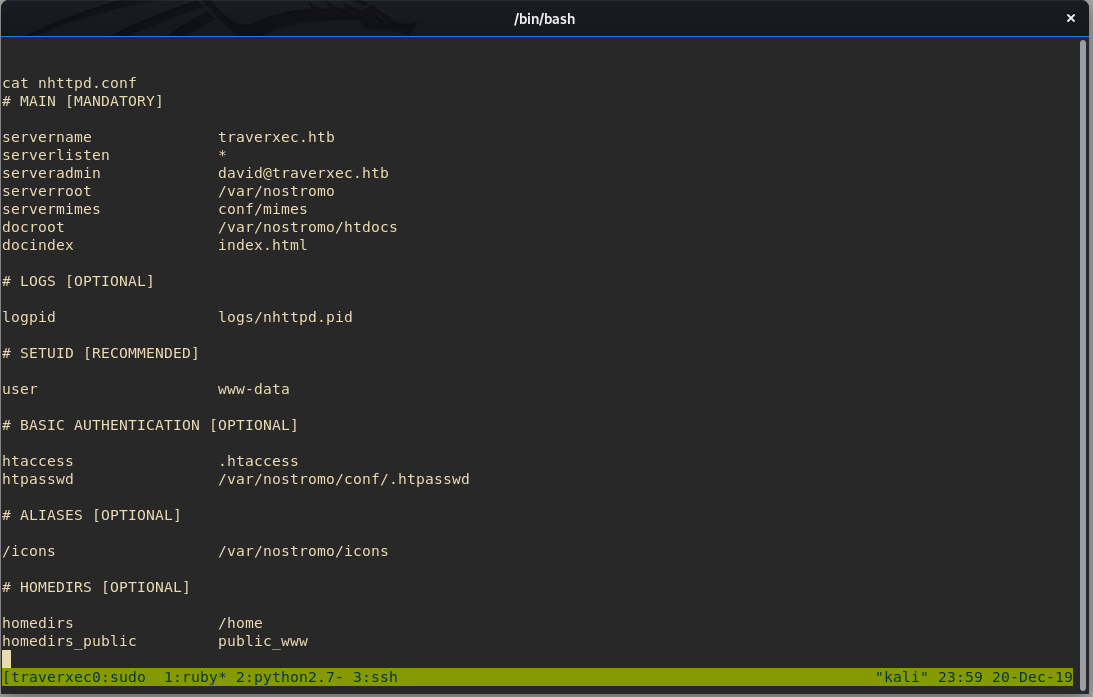 /bin/bash
cat nhttpd.conf
# MAIN [MANDATORY]
servername traverxec.htb
serverlisten *
serveradmin david@traverxec.htb
serverroot /var/nostromo
servermimes conf/mimes
docroot /var/nostromo/htdocs
docindex index.html
# LOGS [OPTIONAL]
logpid logs/nhttpd.pid
# SETUID [RECOMMENDED]
user www-data
# BASIC AUTHENTICATION [OPTIONAL]
htaccess .htaccess
htpasswd /var/nostromo/conf/.htpasswd
# ALIASES [OPTIONAL]
/icons /var/nostromo/icons
# HOMEDIRS [OPTIONAL]
homedirs /home
homedirs_public public_www
[traverxec0:sudo 1:ruby* 2:python2.7- 3:ssh "kali" 23:59 20-Dec-19